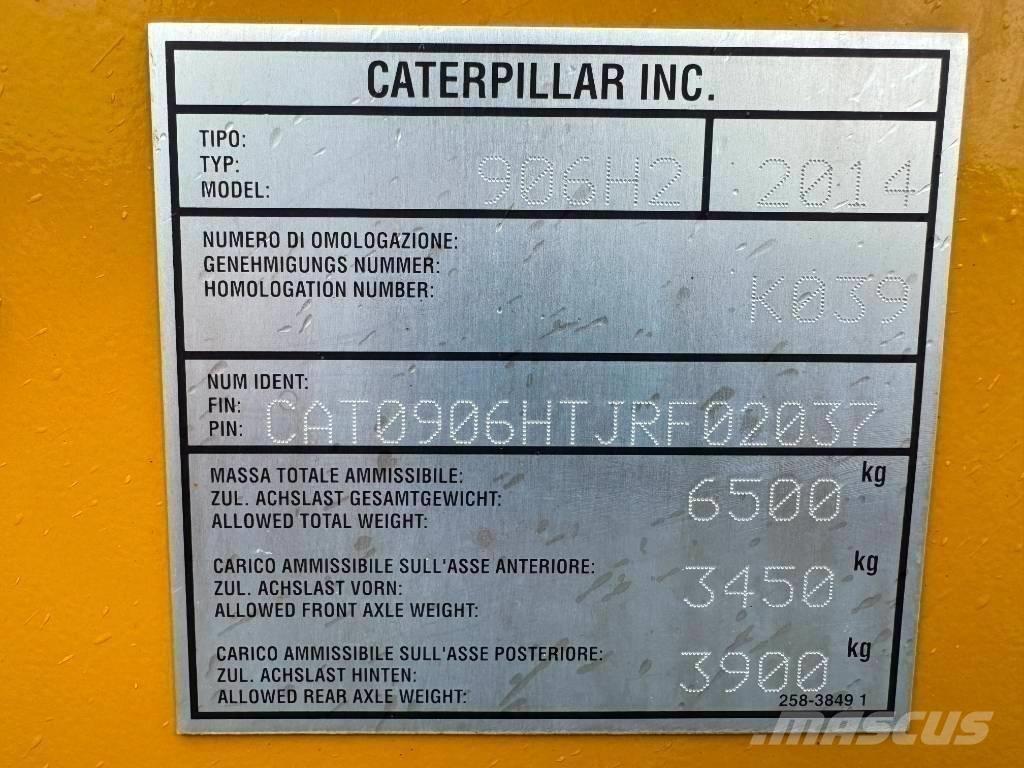 CATERPILLAR INC.
TIPO:
TYP:
MODEL: 906H2 2014
NUMERO DI OMOLOGAZIONE:
GENEHMIGUNGS NUMMER:
HOMOLOGATION NUMBER: K039
NUM IDENT:
FIN:
PIN: CAT0906HTJRF02037
MASSA TOTALE AMMISSIBILE: kg
ZUL. ACHSLAST GESAMTGEWICHT: 6500
ALLOWED TOTAL WEIGHT:
CARICO AMMISSIBILE SULL'ASSE ANTERIORE: kg
ZUL. ACHSLAST VORN: 3450
ALLOWED FRONT AXLE WEIGHT:
CARICO AMMISSIBILE SULL'ASSE POSTERIORE: kg
ZUL. ACHSLAST HINTEN: 3900
ALLOWED REAR AXLE WEIGHT: 258-3849 1
MASCUS